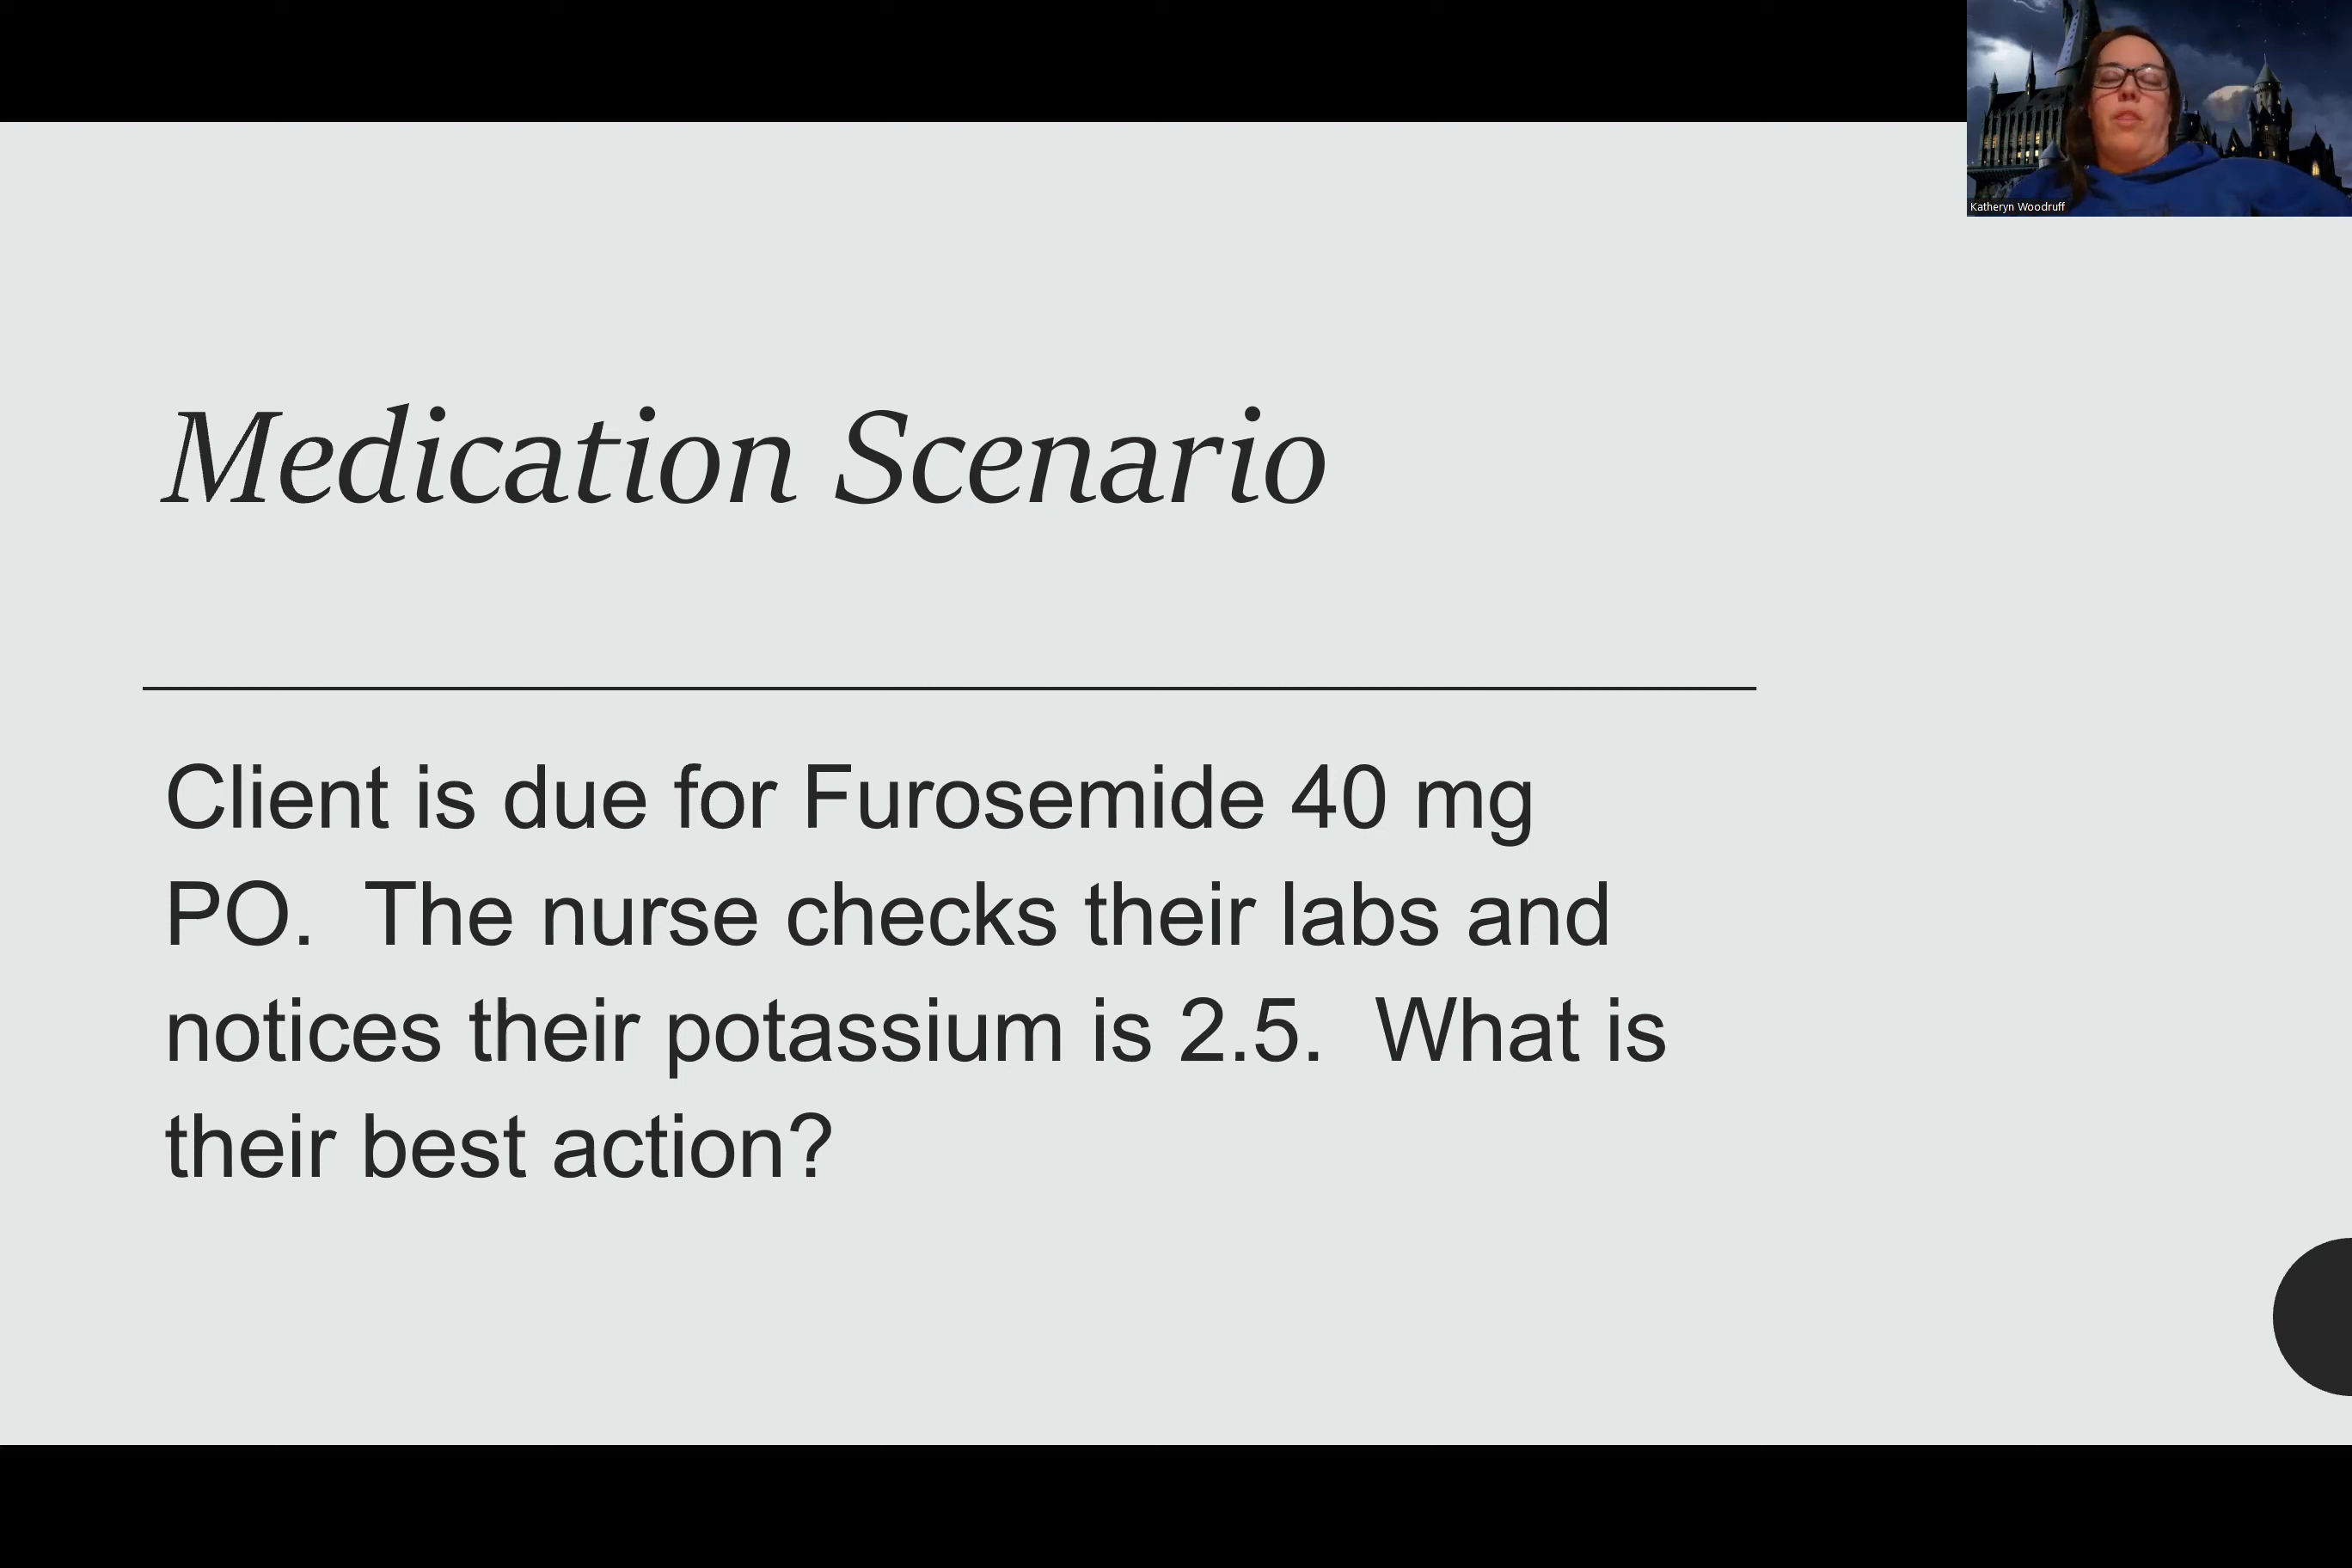 Katheryn Woodruff
Medication Scenario
Client is due for Furosemide 40 mg
PO.  The nurse checks their labs and
notices their potassium is 2.5.  What is
their best action?